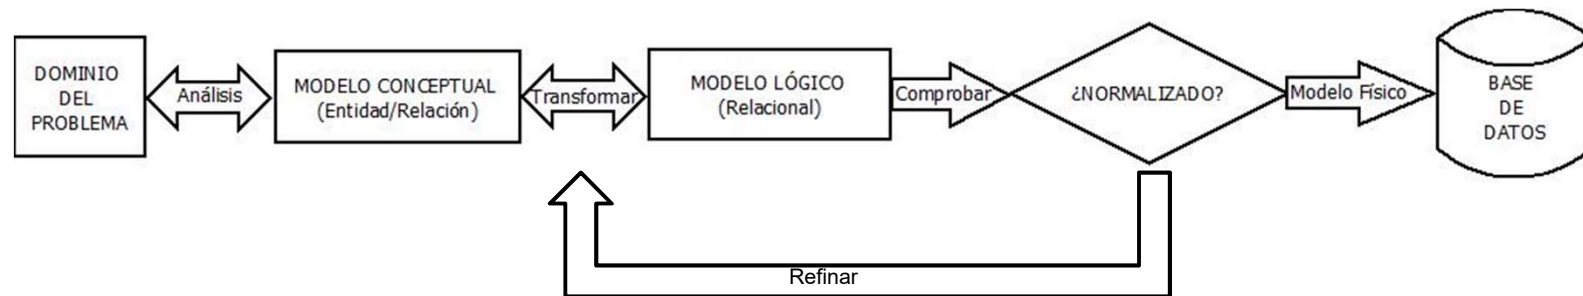 DOMINIO
DEL
PROBLEMA
Análisis
MODELO CONCEPTUAL
(Entidad/Relación)
Transformar
MODELO LÓGICO
(Relacional)
Comprobar
¿NORMALIZADO?
Modelo Físico
BASE
DE
DATOS
Refinar